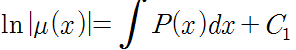 ln|μ(x)|= ∫ P(x)dx + C₁